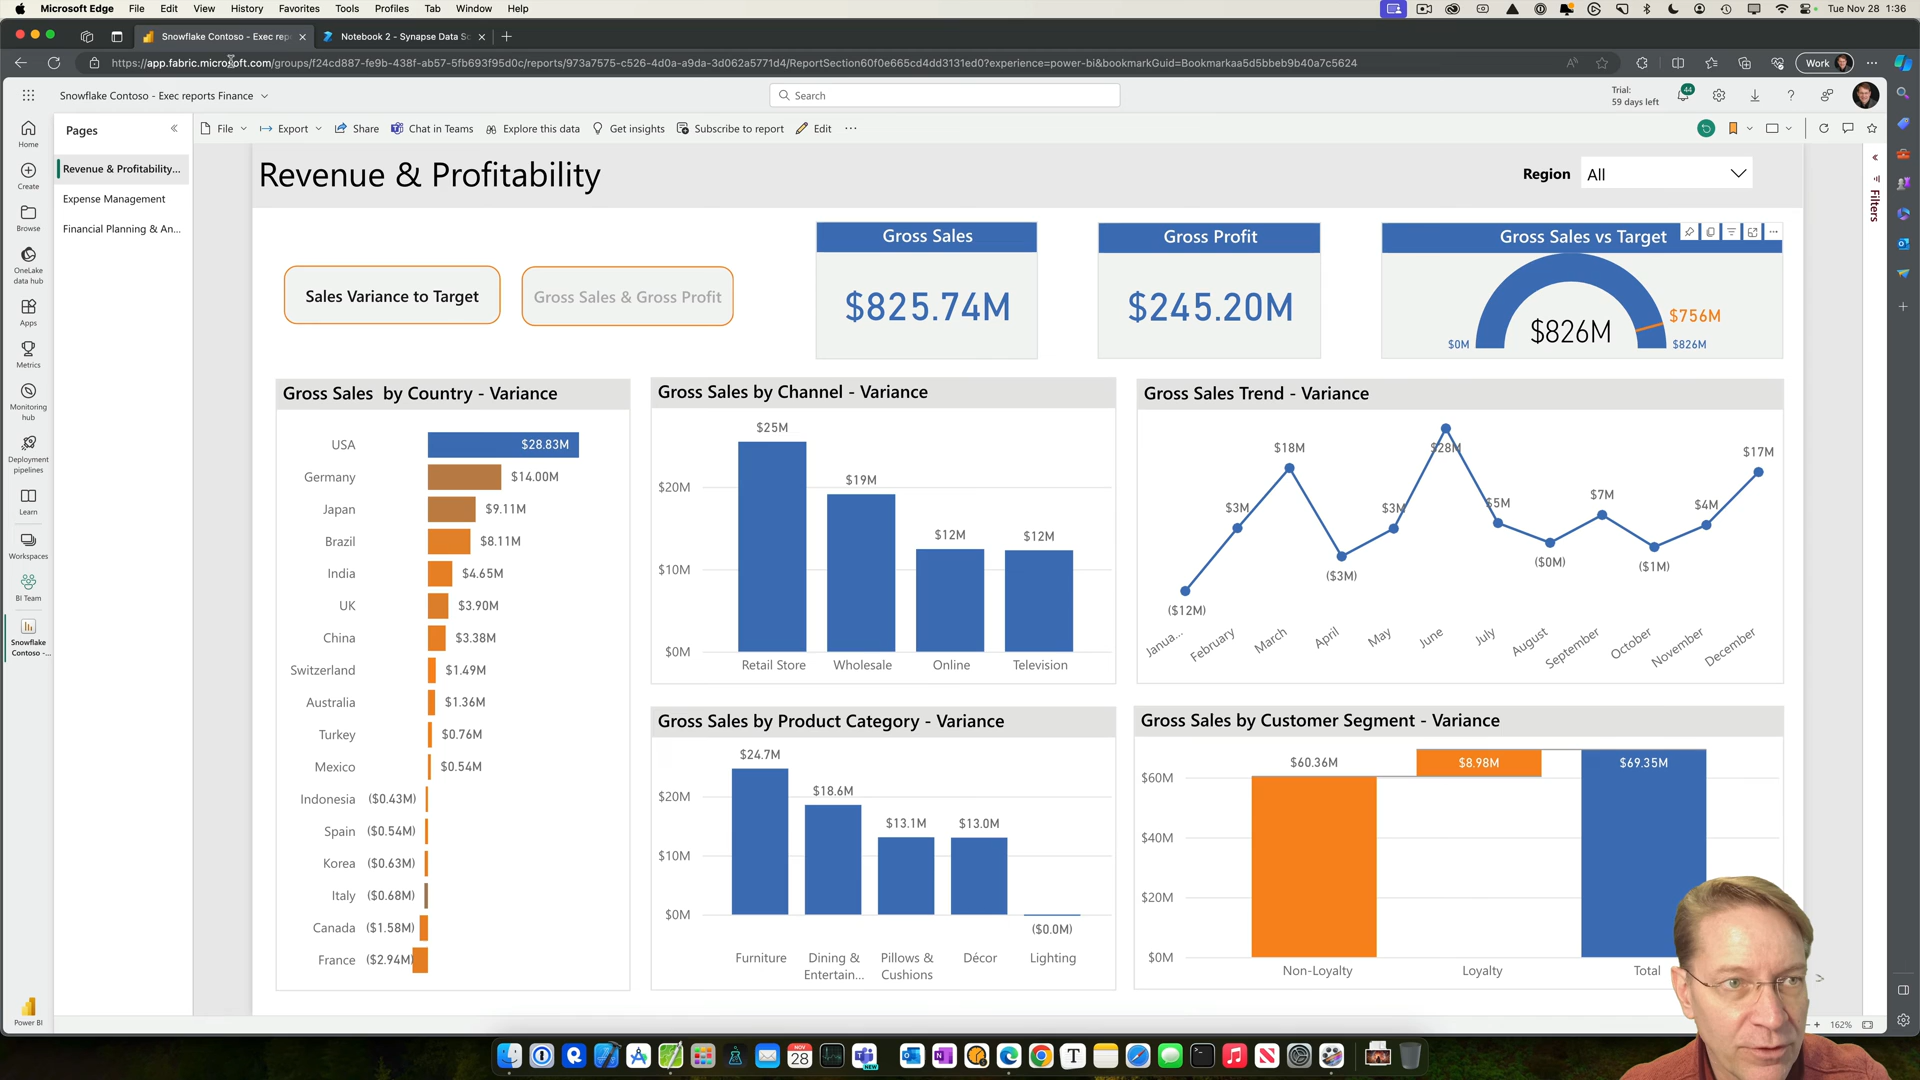 Microsoft Edge File Edit View History Favorites Tools Profiles Tab Window Help
Tue Nov 28 1:36
Snowflake Contoso - Exec rep
Notebook 2 - Synapse Data Sc
https://app.fabric.microsoft.com/groups/f24cd887-fe9b-438f-ab57-5fb693f95d0c/reports/973a7575-c526-4d0a-a9da-3d062a5771d4/ReportSection60f0e665cd4dd3131ed0?experience=power-bi&bookmarkGuid=Bookmarkaa5d5bbeb9b40a7c5624
Work
Snowflake Contoso - Exec reports Finance
Search
Trial:
59 days left
44
Home
Create
Browse
OneLake
data hub
Apps
Metrics
Monitoring
hub
Deployment
pipelines
Learn
Workspaces
BI Team
Snowflake
Contoso -...
Power BI
Pages
Revenue & Profitability...
Expense Management
Financial Planning & An...
File Export Share Chat in Teams Explore this data Get insights Subscribe to report Edit
Filters
Revenue & Profitability
Region All
Sales Variance to Target
Gross Sales & Gross Profit
Gross Sales
$825.74M
Gross Profit
$245.20M
Gross Sales vs Target
$756M
$826M
$0M
$826M
Gross Sales by Country - Variance
USA $28.83M
Germany $14.00M
Japan $9.11M
Brazil $8.11M
India $4.65M
UK $3.90M
China $3.38M
Switzerland $1.49M
Australia $1.36M
Turkey $0.76M
Mexico $0.54M
Indonesia ($0.43M)
Spain ($0.54M)
Korea ($0.63M)
Italy ($0.68M)
Canada ($1.58M)
France ($2.94M)
Gross Sales by Channel - Variance
$25M
$20M
$19M
$12M
$12M
$10M
$0M
Retail Store Wholesale Online Television
Gross Sales Trend - Variance
($12M)
$3M
$18M
($3M)
$3M
$28M
$5M
($0M)
$7M
($1M)
$4M
$17M
Janua... February March April May June July August September October November December
Gross Sales by Product Category - Variance
$24.7M
$20M
$18.6M
$13.1M
$13.0M
$10M
$0M
($0.0M)
Furniture
Dining &
Entertain...
Pillows &
Cushions
Décor
Lighting
Gross Sales by Customer Segment - Variance
$60.36M
$8.98M
$69.35M
$60M
$40M
$20M
$0M
Non-Loyalty Loyalty Total
162%
NOV
28
NEW